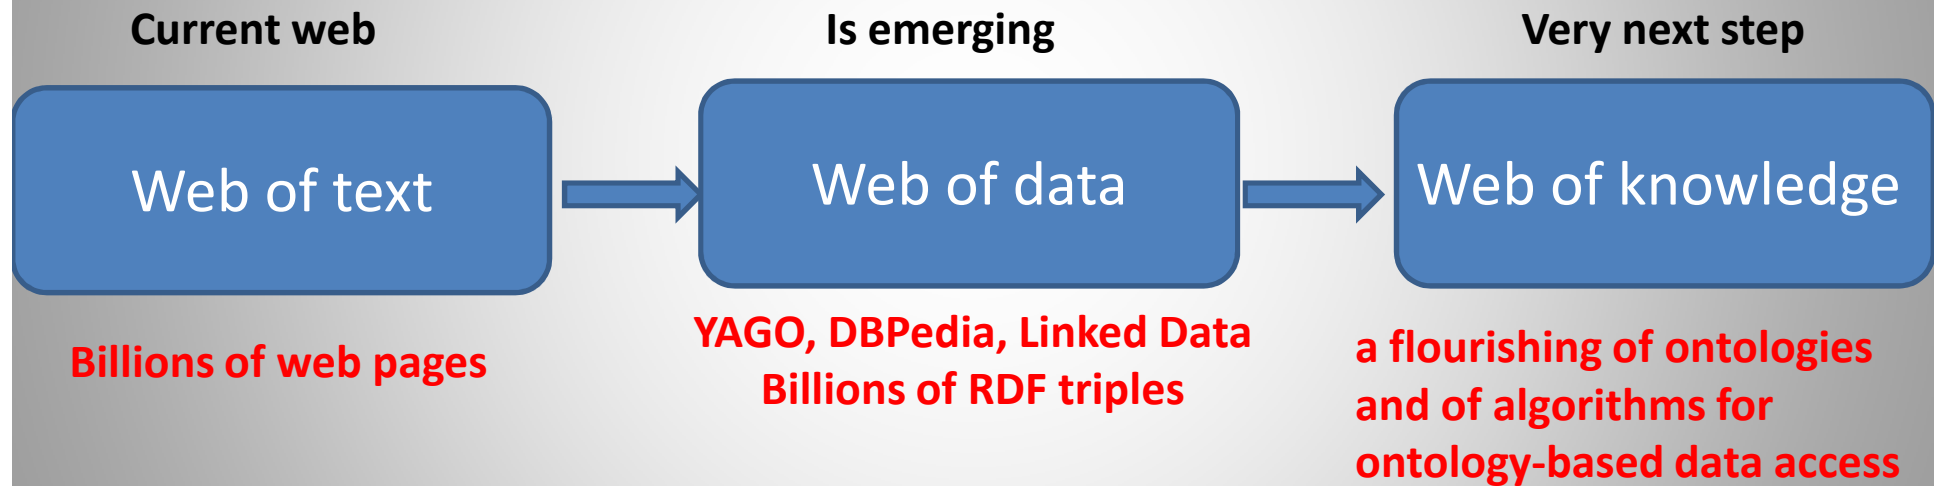 Current web
Is emerging
Very next step
Web of text
Web of data
Web of knowledge
Billions of web pages
YAGO, DBPedia, Linked Data
Billions of RDF triples
a flourishing of ontologies
and of algorithms for
ontology-based data access